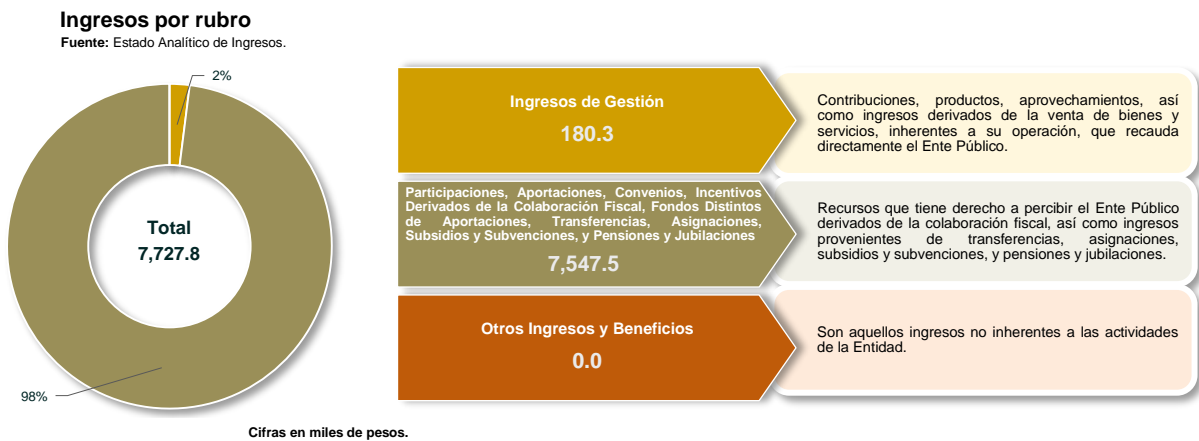 Ingresos por rubro
Fuente: Estado Analítico de Ingresos.
2%
Total
7,727.8
98%
Ingresos de Gestión
180.3
Contribuciones, productos, aprovechamientos, así
como ingresos derivados de la venta de bienes y
servicios, inherentes a su operación, que recauda
directamente el Ente Público.
Participaciones, Aportaciones, Convenios, Incentivos
Derivados de la Colaboración Fiscal, Fondos Distintos
de Aportaciones, Transferencias, Asignaciones,
Subsidios y Subvenciones, y Pensiones y Jubilaciones
7,547.5
Recursos que tiene derecho a percibir el Ente Público
derivados de la colaboración fiscal, así como ingresos
provenientes de transferencias, asignaciones,
subsidios y subvenciones, y pensiones y jubilaciones.
Otros Ingresos y Beneficios
0.0
Son aquellos ingresos no inherentes a las actividades
de la Entidad.
Cifras en miles de pesos.